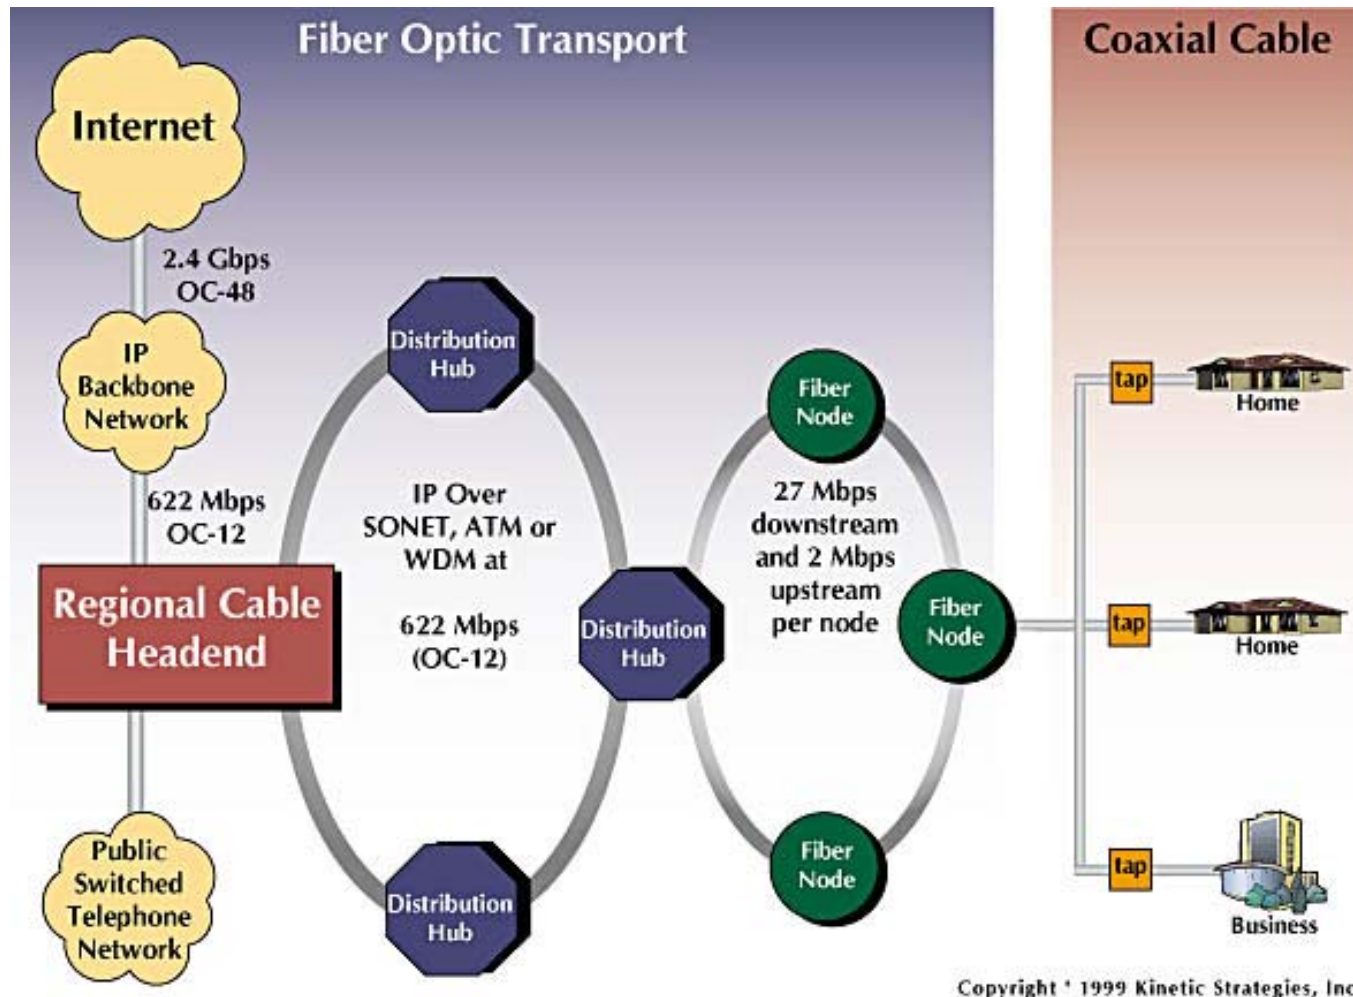 Fiber Optic Transport
Coaxial Cable
Internet
2.4 Gbps
OC-48
IP
Backbone
Network
622 Mbps
OC-12
Regional Cable
Headend
Public
Switched
Telephone
Network
Distribution
Hub
IP Over
SONET, ATM or
WDM at
622 Mbps
(OC-12)
Distribution
Hub
Distribution
Hub
Fiber
Node
27 Mbps
downstream
and 2 Mbps
upstream
per node
Fiber
Node
Fiber
Node
tap
Home
tap
Home
tap
Business
Copyright * 1999 Kinetic Strategies, Inc